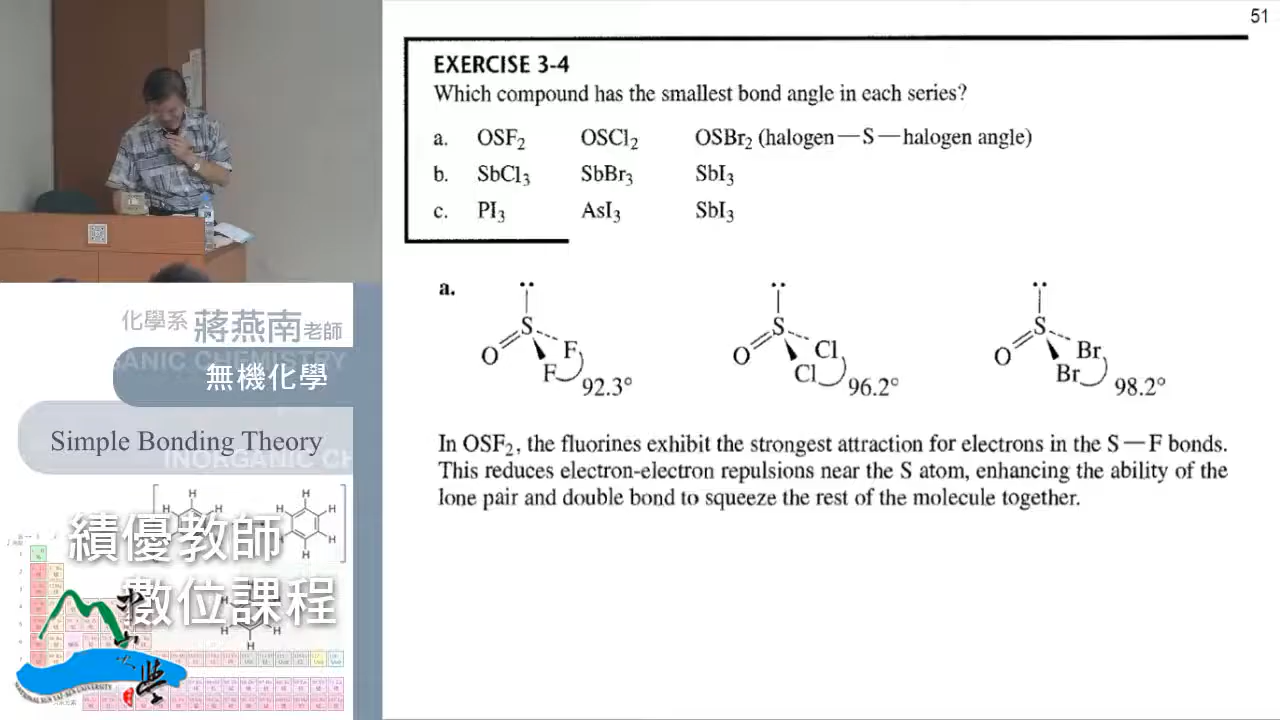 51
EXERCISE 3-4
Which compound has the smallest bond angle in each series?
a. OSF₂ OSCl₂ OSBr₂ (halogen—S—halogen angle)
b. SbCl₃ SbBr₃ SbI₃
c. PI₃ AsI₃ SbI₃
a.
S O F F 92.3°
S O Cl Cl 96.2°
S O Br Br 98.2°
In OSF₂, the fluorines exhibit the strongest attraction for electrons in the S—F bonds.
This reduces electron-electron repulsions near the S atom, enhancing the ability of the
lone pair and double bond to squeeze the rest of the molecule together.
化學系 蔣燕南老師
無機化學
Simple Bonding Theory
INORGANIC CH
績優教師
數位課程